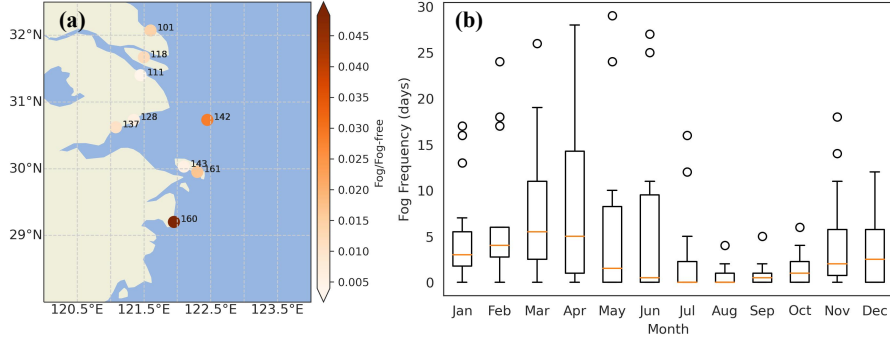 (a)
32°N
31°N
30°N
29°N
120.5°E 121.5°E 122.5°E 123.5°E
101
118
111
142
128
137
143
161
160
0.045
0.040
0.035
0.030
0.025
0.020
0.015
0.010
0.005
Fog/Fog-free
(b)
Fog Frequency (days)
30
25
20
15
10
5
0
Jan Feb Mar Apr May Jun Jul Aug Sep Oct Nov Dec
Month